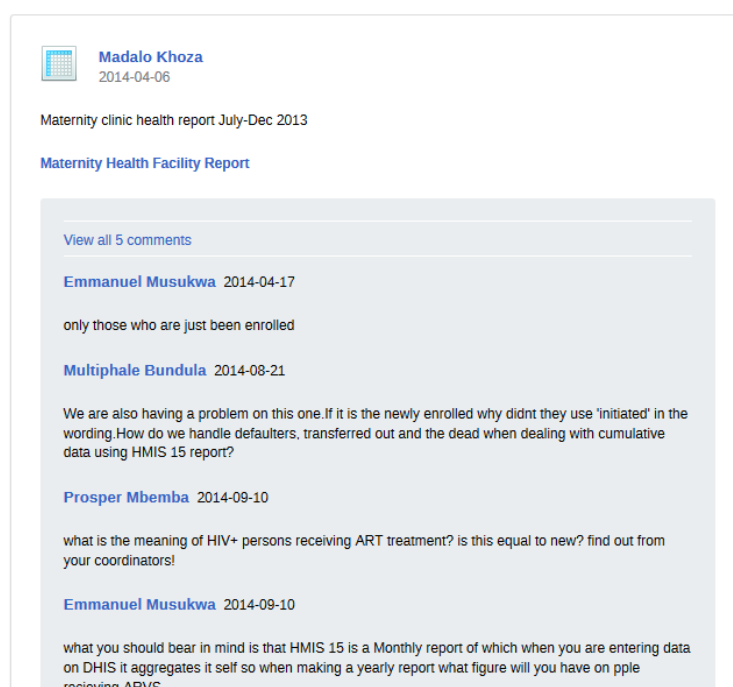 Madalo Khoza
2014-04-06
Maternity clinic health report July-Dec 2013
Maternity Health Facility Report
View all 5 comments
Emmanuel Musukwa 2014-04-17
only those who are just been enrolled
Multiphale Bundula 2014-08-21
We are also having a problem on this one.If it is the newly enrolled why didnt they use 'initiated' in the
wording.How do we handle defaulters, transferred out and the dead when dealing with cumulative
data using HMIS 15 report?
Prosper Mbemba 2014-09-10
what is the meaning of HIV+ persons receiving ART treatment? is this equal to new? find out from
your coordinators!
Emmanuel Musukwa 2014-09-10
what you should bear in mind is that HMIS 15 is a Monthly report of which when you are entering data
on DHIS it aggregates it self so when making a yearly report what figure will you have on pple
recieving ARVS